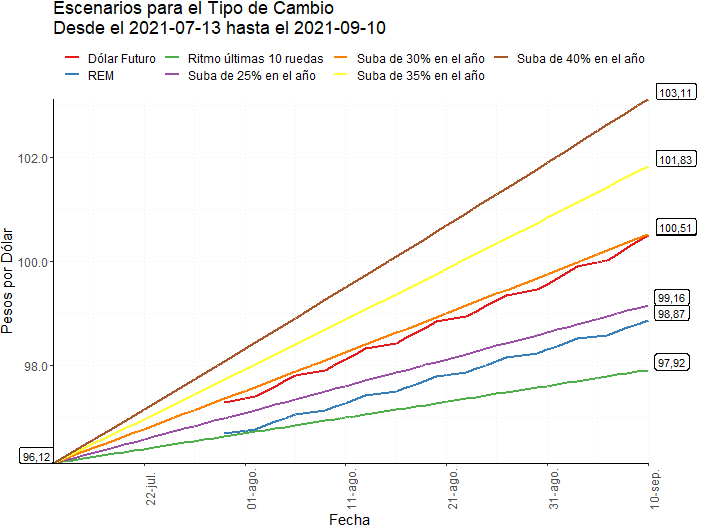 Escenarios para el Tipo de Cambio
Desde el 2021-07-13 hasta el 2021-09-10
Dólar Futuro
REM
Ritmo últimas 10 ruedas
Suba de 25% en el año
Suba de 30% en el año
Suba de 35% en el año
Suba de 40% en el año
Pesos por Dólar
102.0
100.0
98.0
103,11
101,83
100,51
99,16
98,87
97,92
96,12
22-jul.
01-ago.
11-ago.
21-ago.
31-ago.
10-sep.
Fecha